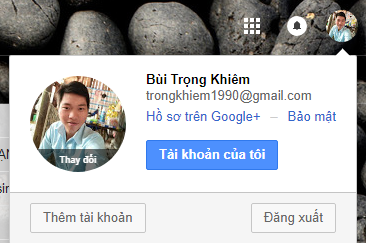 Bùi Trọng Khiêm
trongkhiem1990@gmail.com
Hồ sơ trên Google+ – Bảo mật
Thay đổi
Tài khoản của tôi
Thêm tài khoản
Đăng xuất